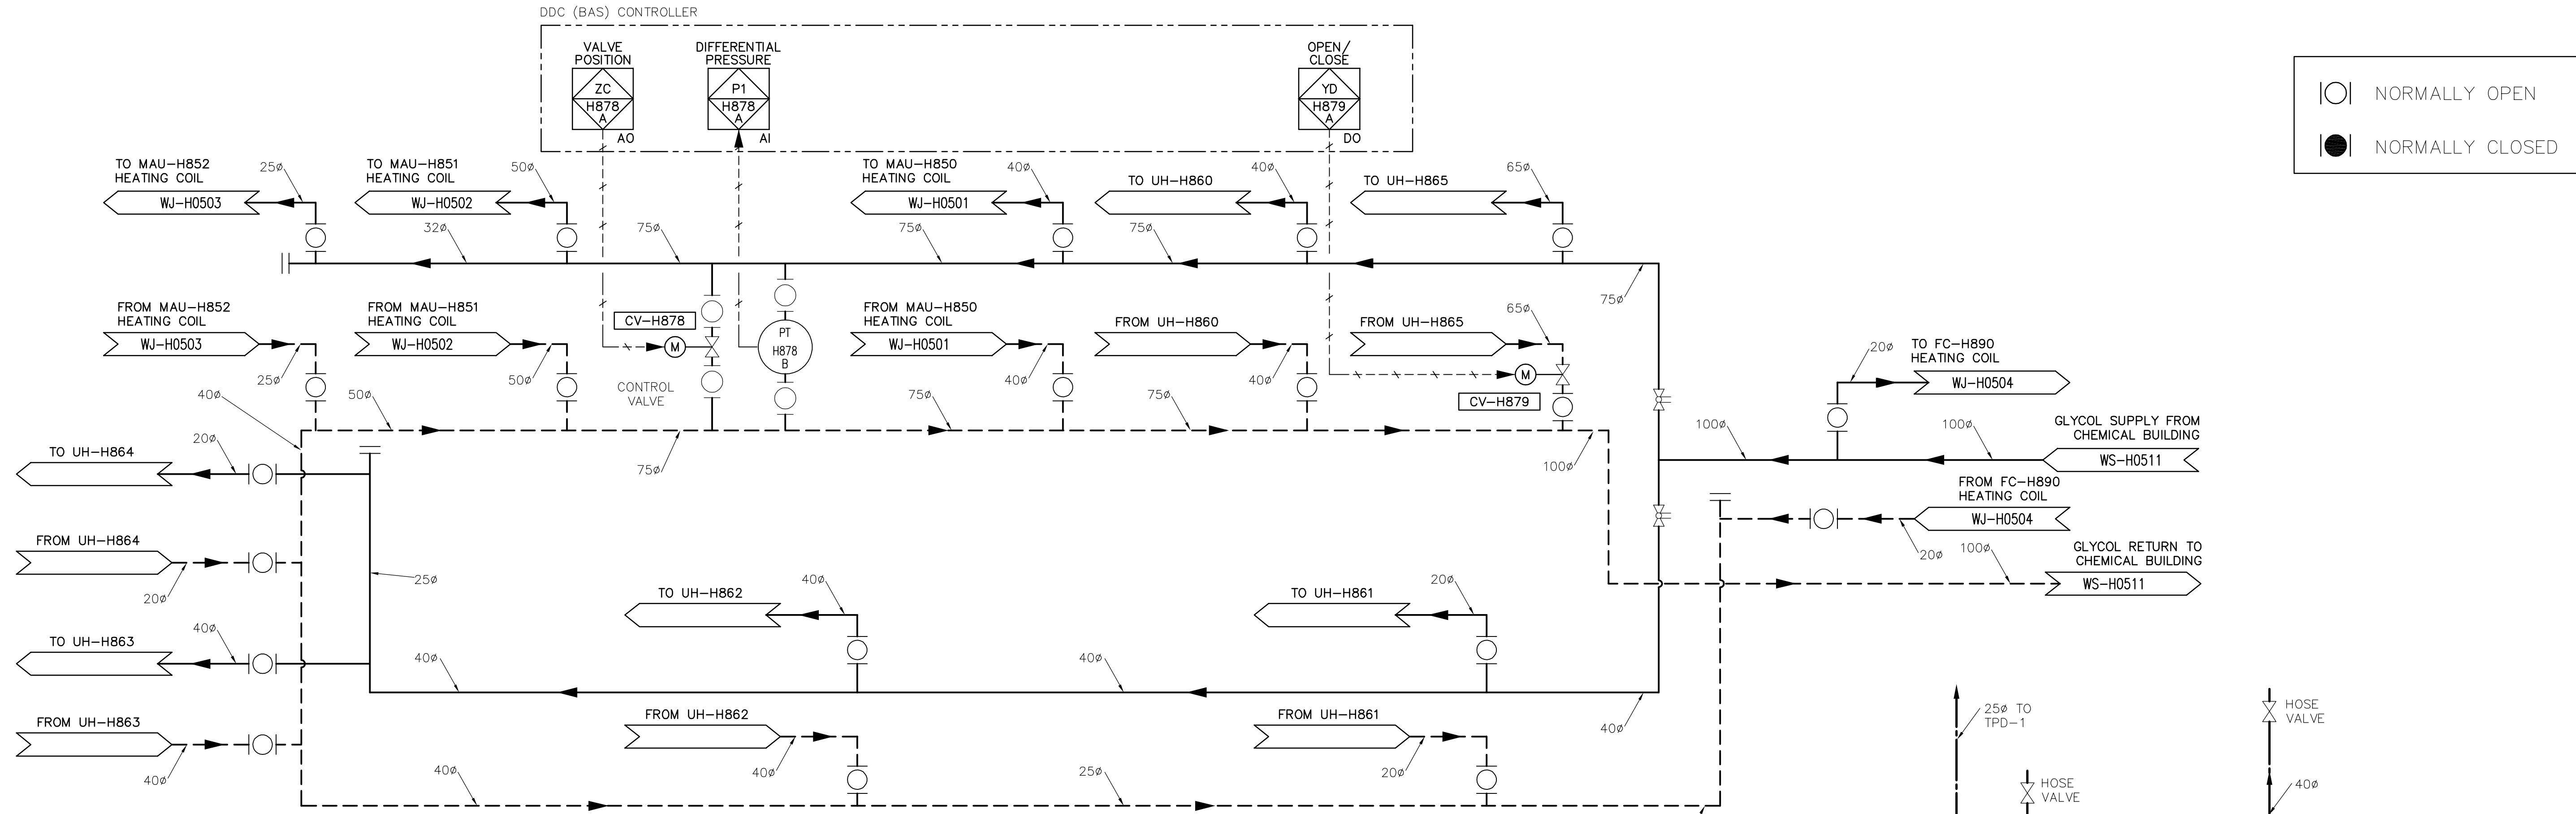 DDC (BAS) CONTROLLER
VALVE
POSITION
ZC
H878
A
AO
DIFFERENTIAL
PRESSURE
P1
H878
A
AI
OPEN/
CLOSE
YD
H879
A
DO
NORMALLY OPEN
NORMALLY CLOSED
TO MAU-H852
HEATING COIL
WJ-H0503
25ø
TO MAU-H851
HEATING COIL
WJ-H0502
50ø
TO MAU-H850
HEATING COIL
WJ-H0501
40ø
TO UH-H860
40ø
TO UH-H865
65ø
32ø
75ø
75ø
75ø
75ø
FROM MAU-H852
HEATING COIL
WJ-H0503
25ø
FROM MAU-H851
HEATING COIL
WJ-H0502
50ø
CV-H878
M
CONTROL
VALVE
PT
H878
B
FROM MAU-H850
HEATING COIL
WJ-H0501
40ø
FROM UH-H860
40ø
FROM UH-H865
65ø
M
CV-H879
20ø
TO FC-H890
HEATING COIL
WJ-H0504
40ø
50ø
75ø
75ø
75ø
100ø
100ø
100ø
GLYCOL SUPPLY FROM
CHEMICAL BUILDING
WS-H0511
TO UH-H864
20ø
FROM FC-H890
HEATING COIL
WJ-H0504
20ø
FROM UH-H864
20ø
25ø
100ø
GLYCOL RETURN TO
CHEMICAL BUILDING
WS-H0511
TO UH-H862
40ø
TO UH-H861
20ø
TO UH-H863
40ø
40ø
40ø
40ø
FROM UH-H863
40ø
FROM UH-H862
40ø
FROM UH-H861
20ø
40ø
25ø
25ø TO
TPD-1
HOSE
VALVE
HOSE
VALVE
40ø